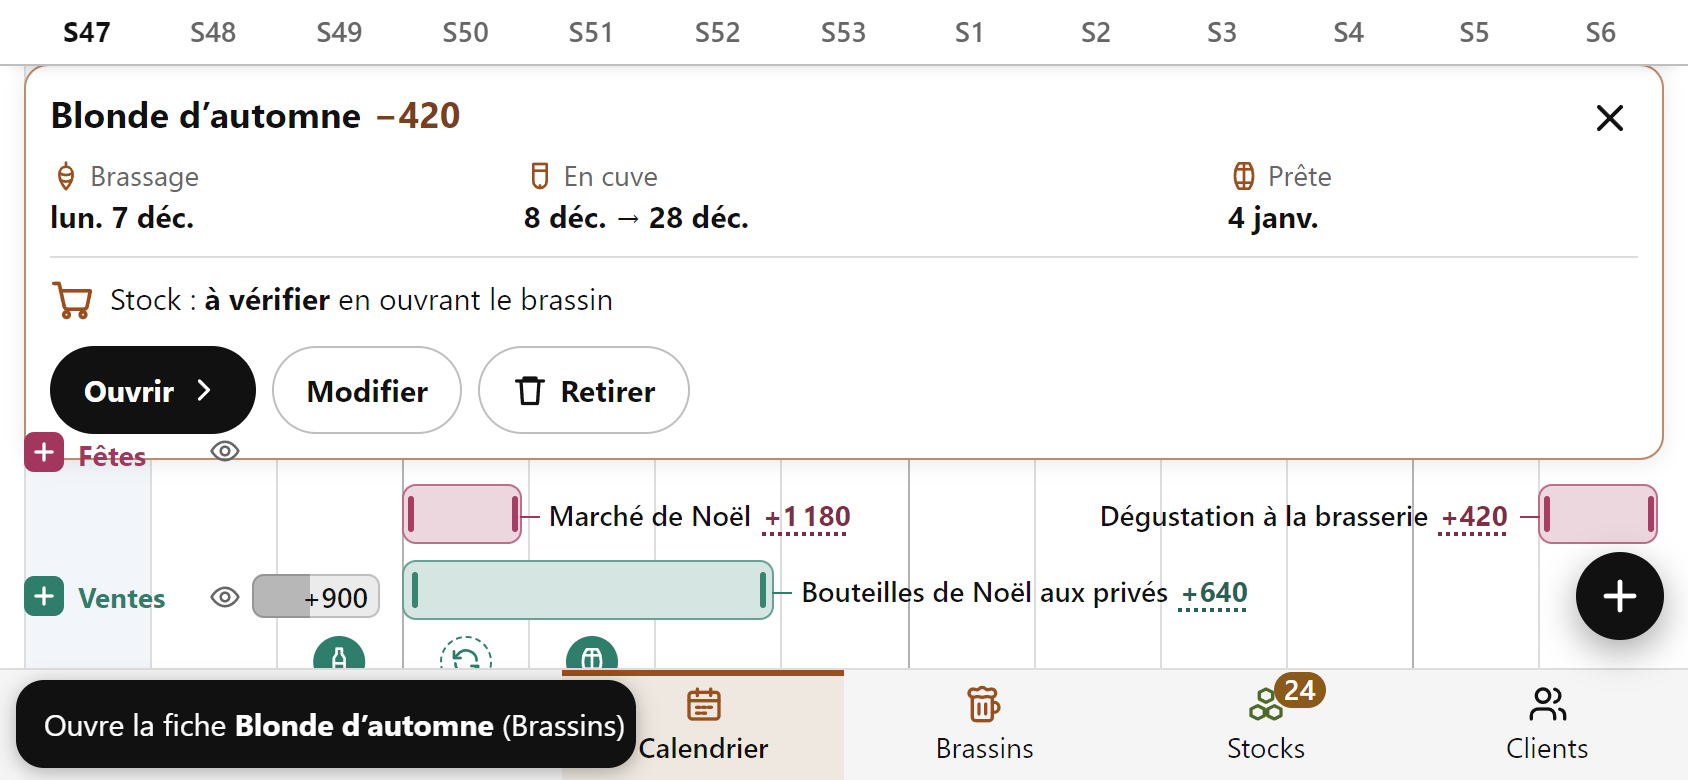 S47 S48 S49 S50 S51 S52 S53 S1 S2 S3 S4 S5 S6
Blonde d’automne −420
Brassage En cuve Prête
lun. 7 déc. 8 déc. → 28 déc. 4 janv.
Stock : à vérifier en ouvrant le brassin
Ouvrir Modifier Retirer
Fêtes
Marché de Noël +1 180 Dégustation à la brasserie +420
Ventes +900 Bouteilles de Noël aux privés +640
Ouvre la fiche Blonde d’automne (Brassins)
24
Calendrier Brassins Stocks Clients